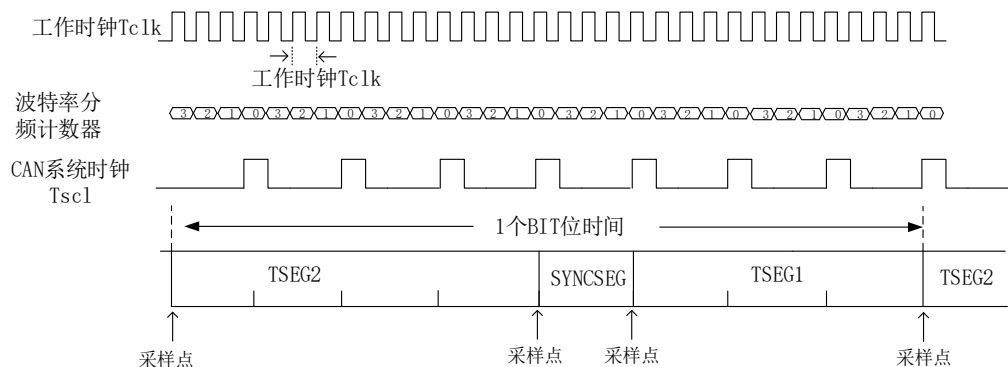 工作时钟Tclk
工作时钟Tclk
波特率分
频计数器
3 2 1 0 3 2 1 0 3 2 1 0 3 2 1 0 3 2 1 0 3 2 1 0 3 2 1 0 3 2 1 0
CAN系统时钟
Tscl
1个BIT位时间
TSEG2 SYNCSEG TSEG1 TSEG2
采样点 采样点 采样点 采样点